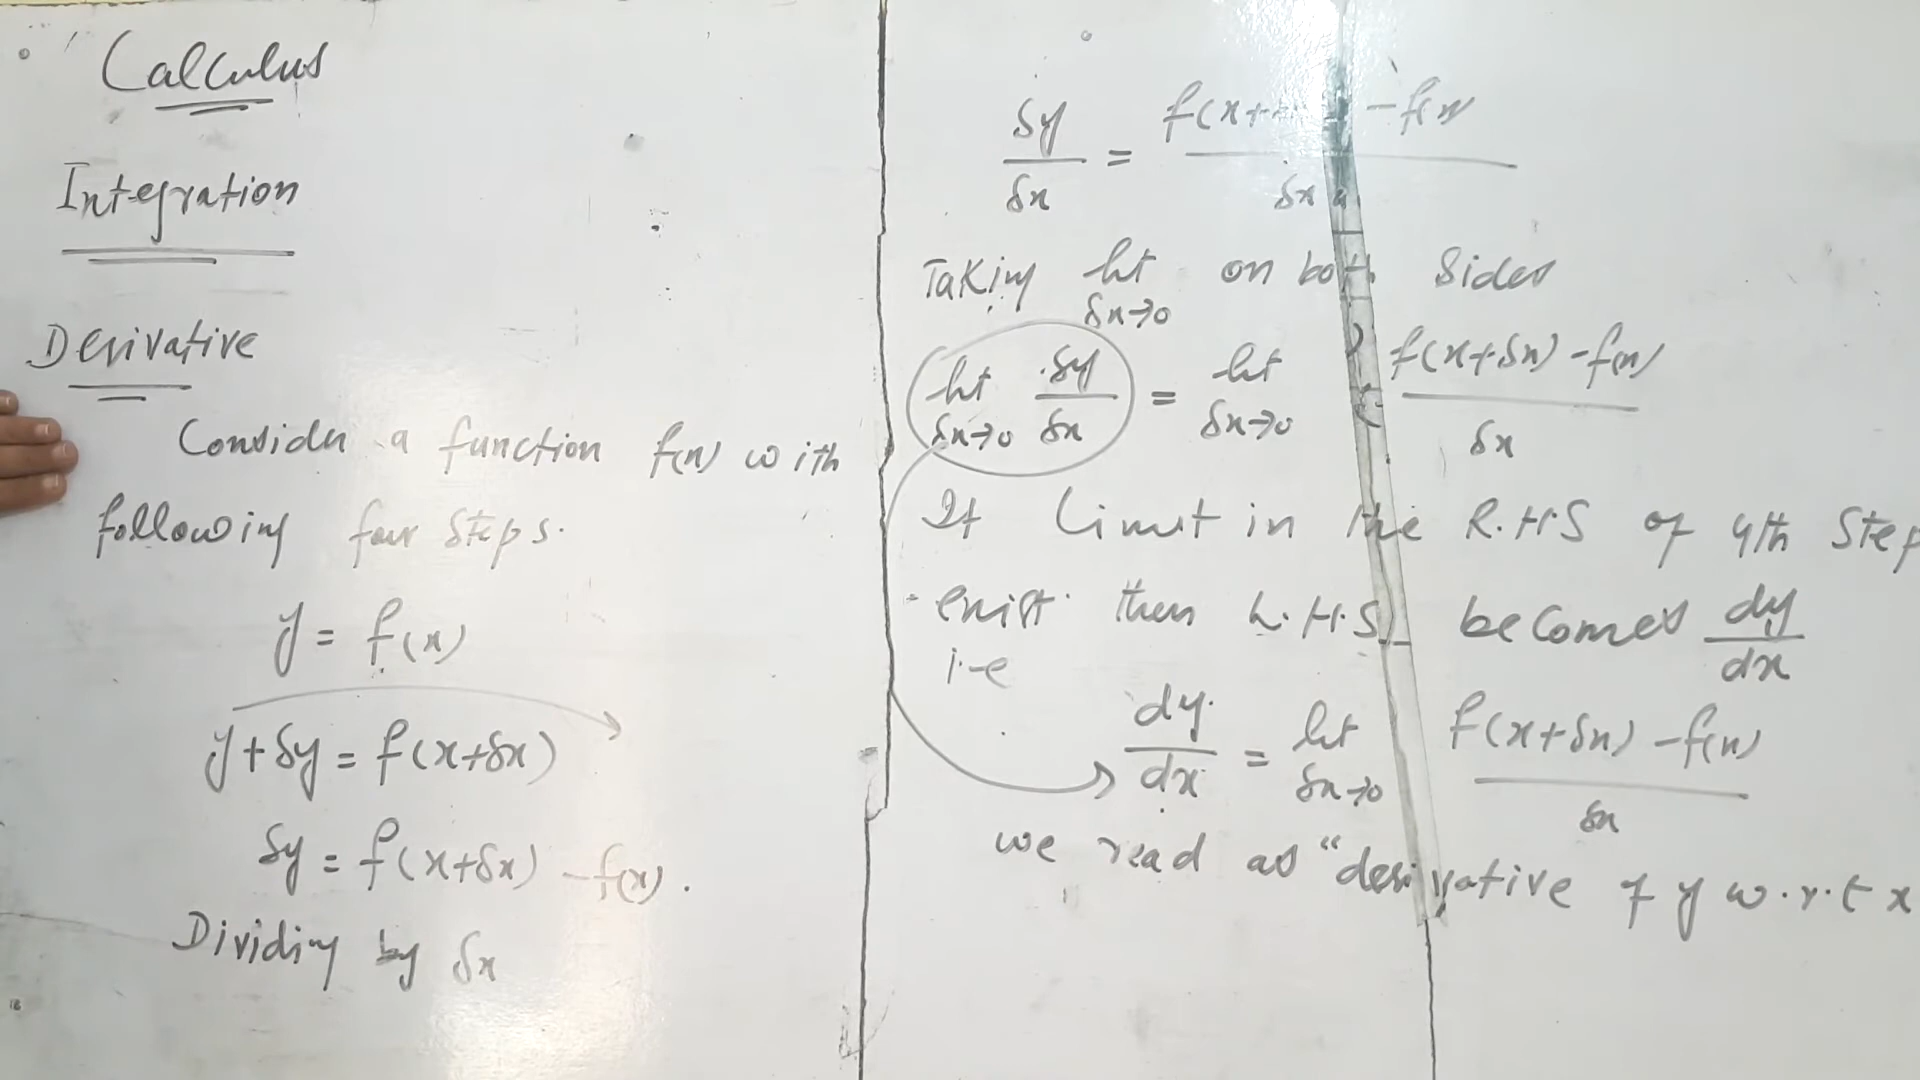 Calculus
Integration
Derivative
Consider a function f(x) with
following four steps.
y = f(x)
y+δy = f(x+δx)
δy = f(x+δx) - f(x).
Dividing by δx
δy/δx = f(x+ - f(x) / δx
Taking lt δx→0 on both sides
lt δx→0 δy/δx = lt δx→0 f(x+δx) - f(x) / δx
If Limit in the R.H.S of 4th Step
exist then L.H.S becomes dy/dx
i-e
dy/dx = lt δx→0 f(x+δx) - f(x) / δx
we read as "derivative of y w.r.t x